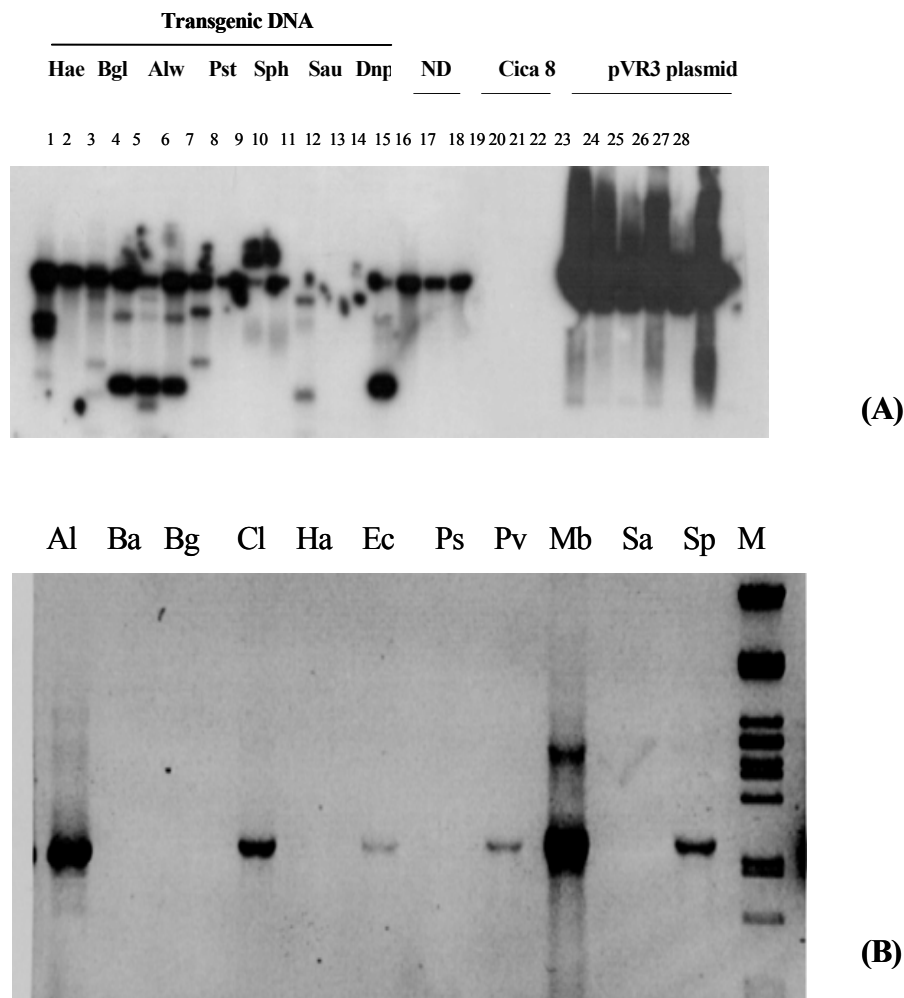 Transgenic DNA
Hae Bgl Alw Pst Sph Sau Dnp ND Cica 8 pVR3 plasmid
1 2 3 4 5 6 7 8 9 10 11 12 13 14 15 16 17 18 19 20 21 22 23 24 25 26 27 28
(A)
Al Ba Bg Cl Ha Ec Ps Pv Mb Sa Sp M
(B)